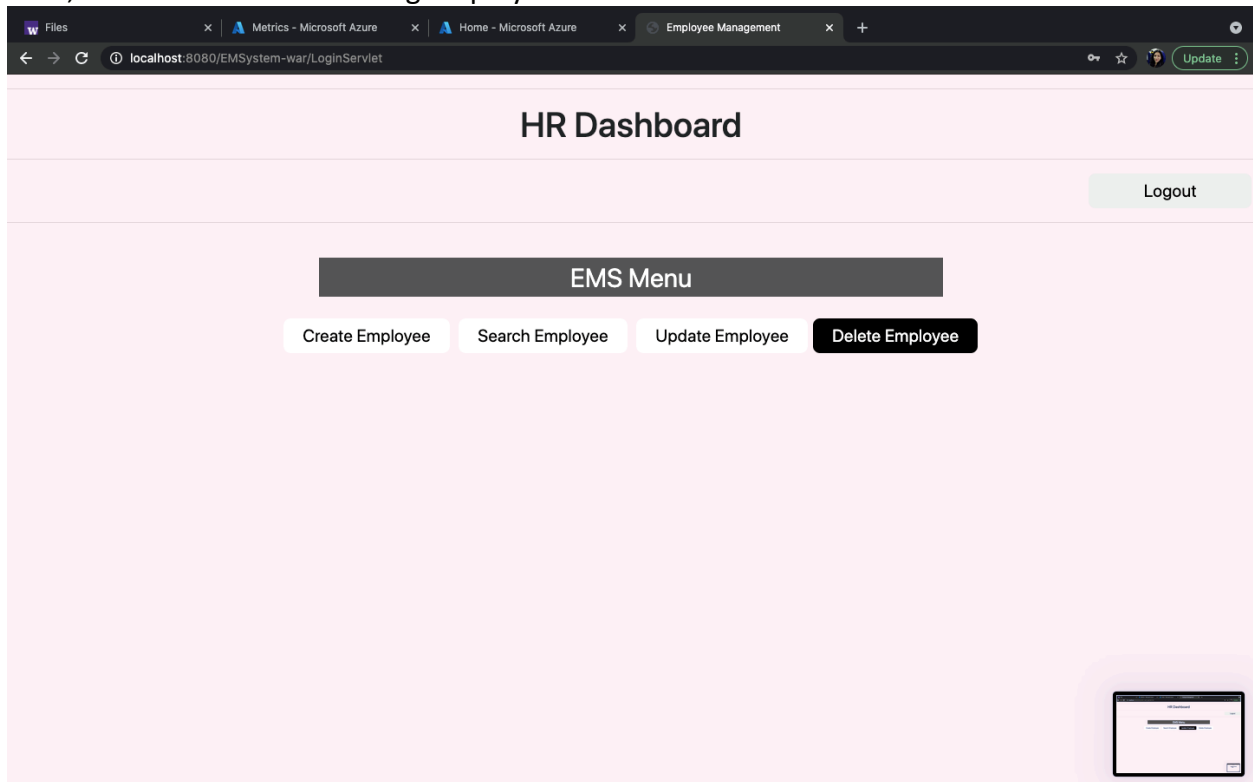 Files
Metrics - Microsoft Azure
Home - Microsoft Azure
Employee Management
localhost:8080/EMSystem-war/LoginServlet
Update
HR Dashboard
Logout
EMS Menu
Create Employee Search Employee Update Employee Delete Employee